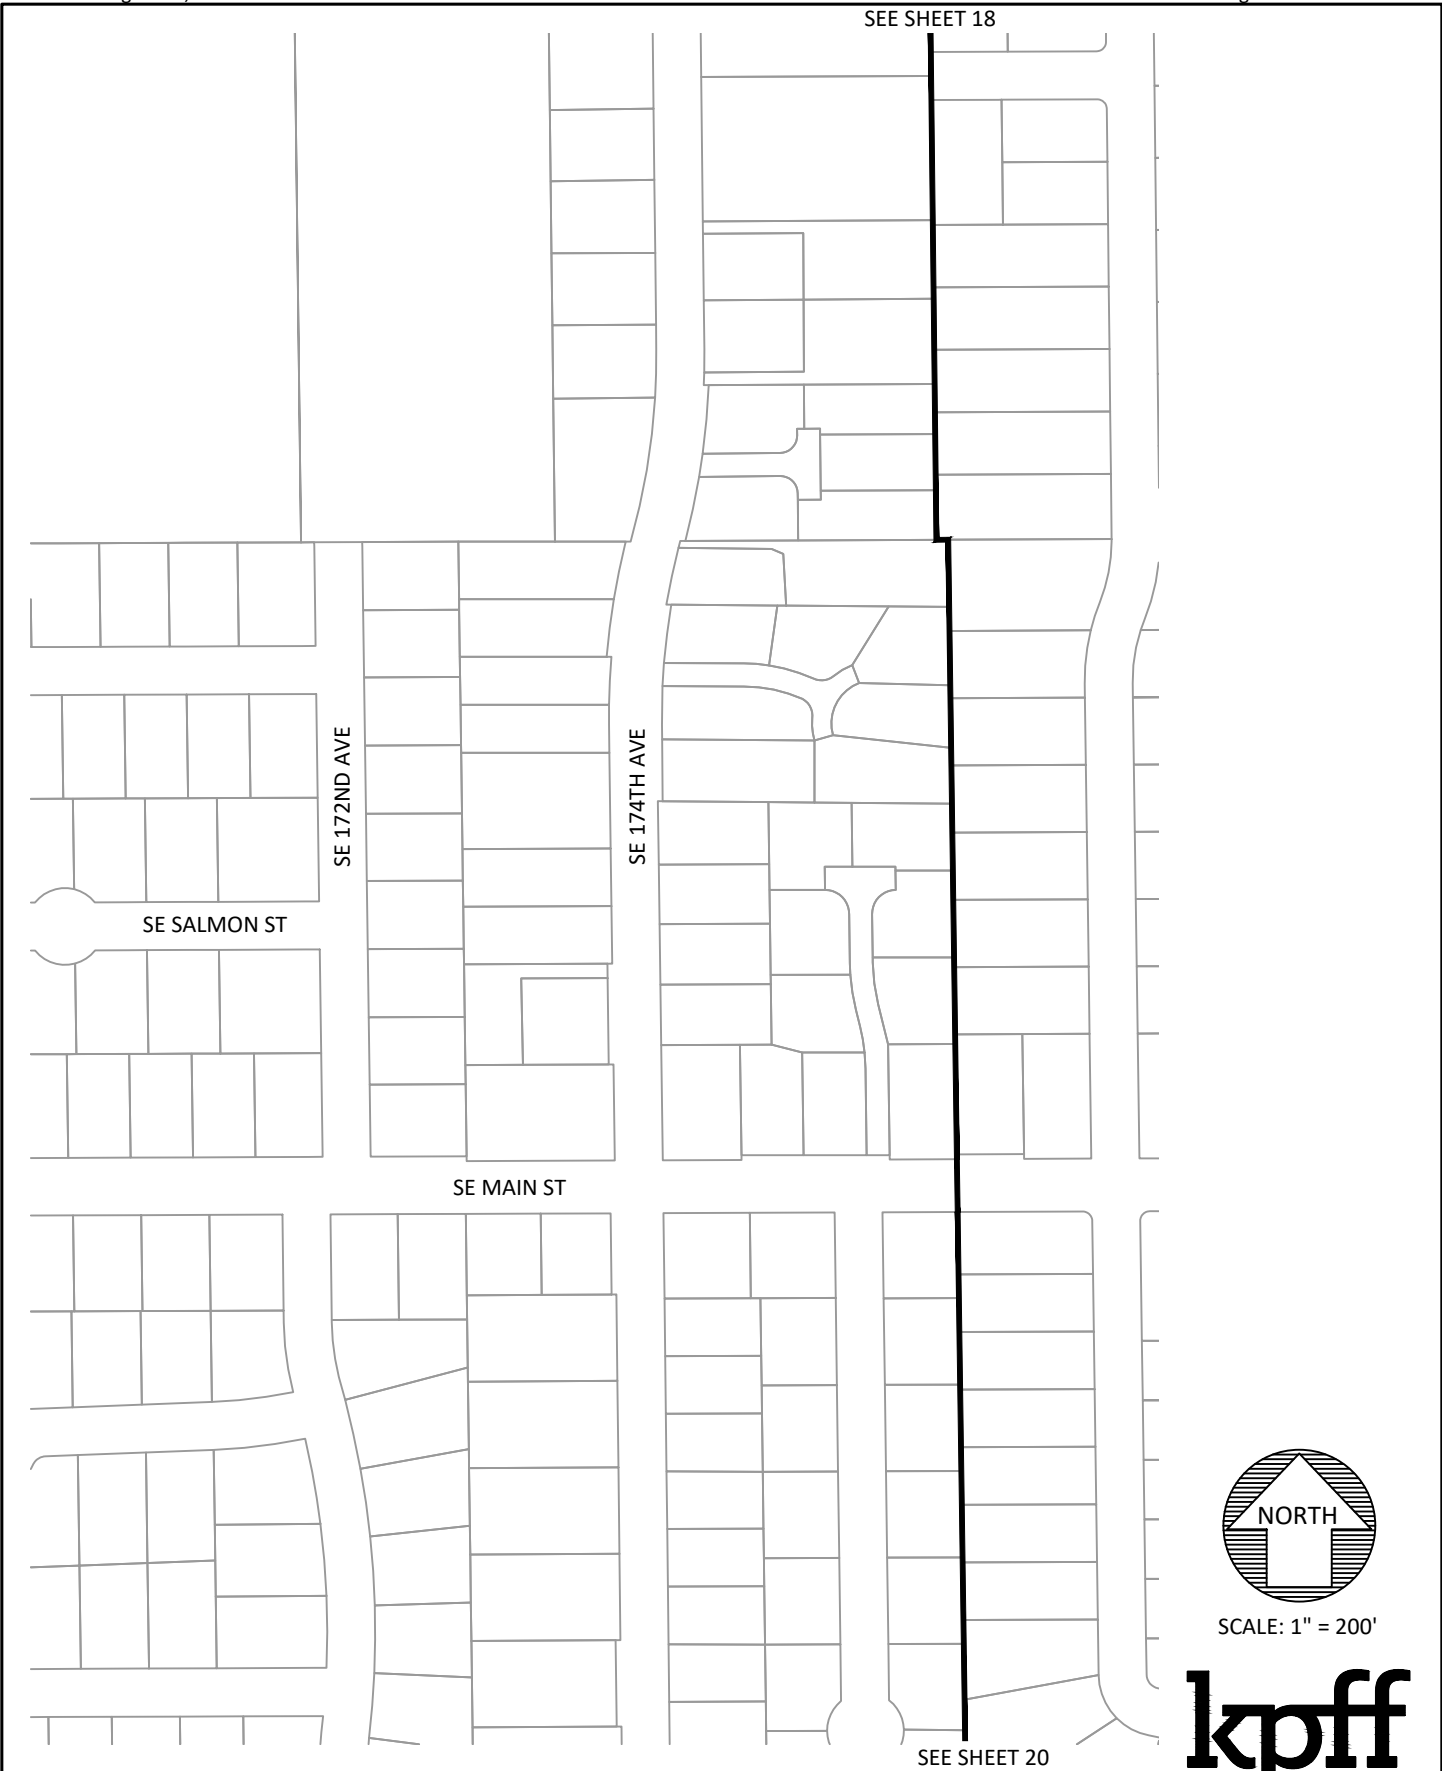 SEE SHEET 18
SE 172ND AVE
SE 174TH AVE
SE SALMON ST
SE MAIN ST
NORTH
SCALE: 1" = 200'
kpff
SEE SHEET 20